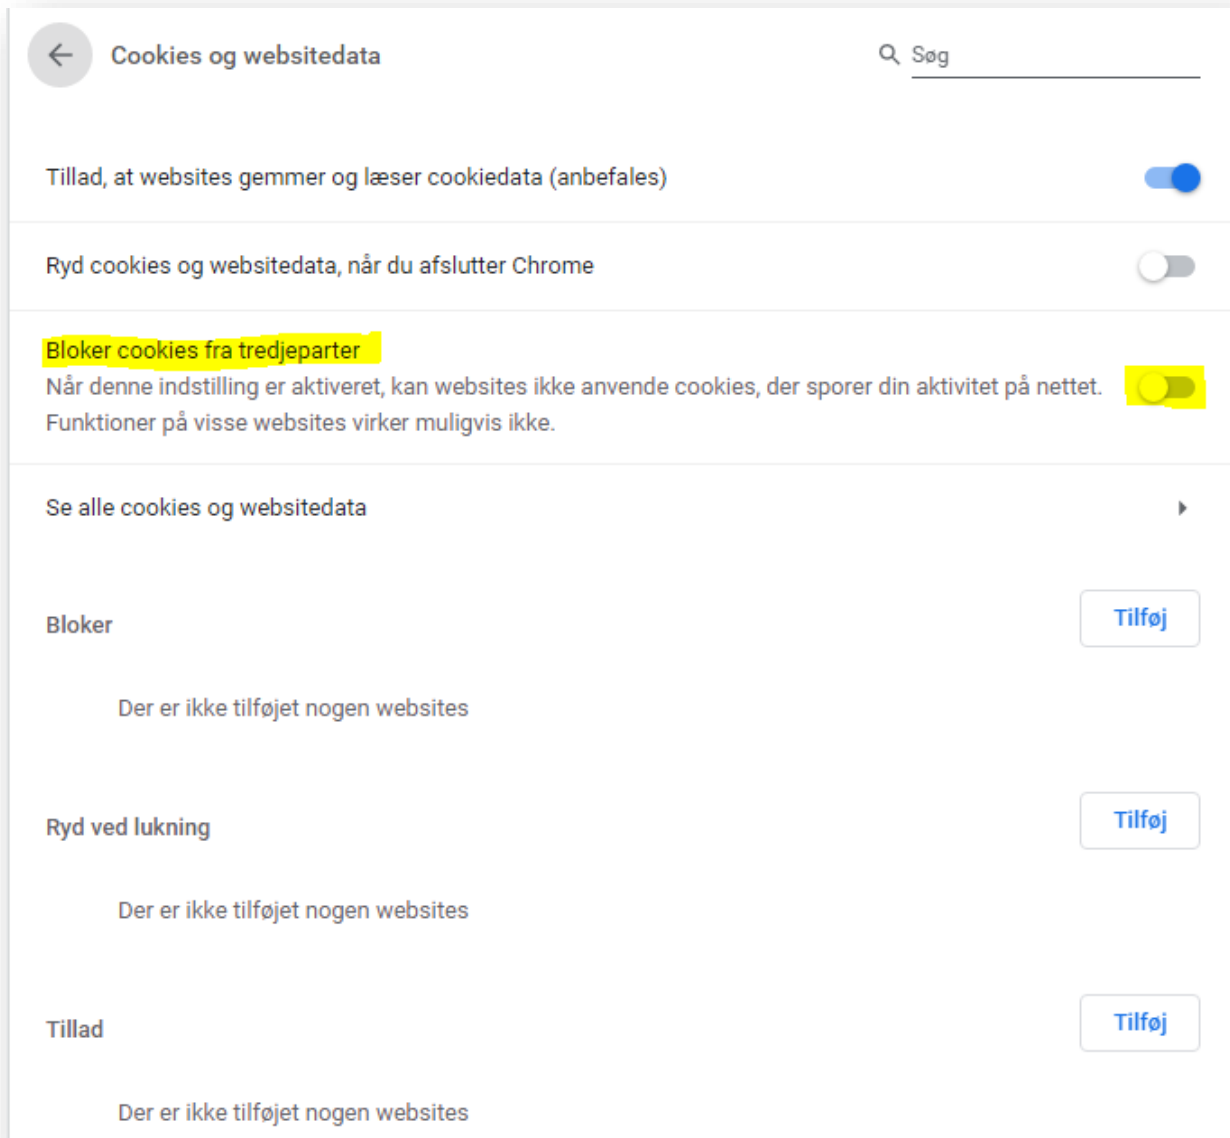 Cookies og websitedata
Søg
Tillad, at websites gemmer og læser cookiedata (anbefales)
Ryd cookies og websitedata, når du afslutter Chrome
Bloker cookies fra tredjeparter
Når denne indstilling er aktiveret, kan websites ikke anvende cookies, der sporer din aktivitet på nettet.
Funktioner på visse websites virker muligvis ikke.
Se alle cookies og websitedata
Bloker
Tilføj
Der er ikke tilføjet nogen websites
Ryd ved lukning
Tilføj
Der er ikke tilføjet nogen websites
Tillad
Tilføj
Der er ikke tilføjet nogen websites